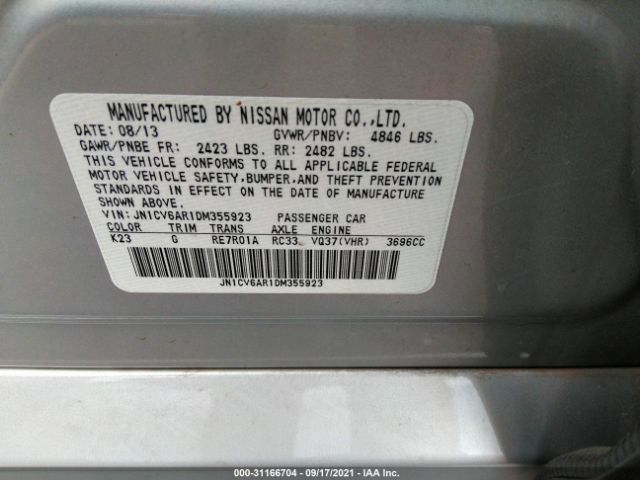 MANUFACTURED BY NISSAN MOTOR CO.,LTD.
DATE: 08/13 GVWR/PNBV: 4846 LBS.
GAWR/PNBE FR: 2423 LBS. RR: 2482 LBS.
THIS VEHICLE CONFORMS TO ALL APPLICABLE FEDERAL
MOTOR VEHICLE SAFETY,BUMPER,AND THEFT PREVENTION
STANDARDS IN EFFECT ON THE DATE OF MANUFACTURE
SHOWN ABOVE.
VIN: JN1CV6AR1DM355923 PASSENGER CAR
COLOR TRIM TRANS AXLE ENGINE
K23 G RE7R01A RC33 VQ37(VHR) 3696CC
JN1CV6AR1DM355923
000-31166704 - 09/17/2021 - IAA Inc.